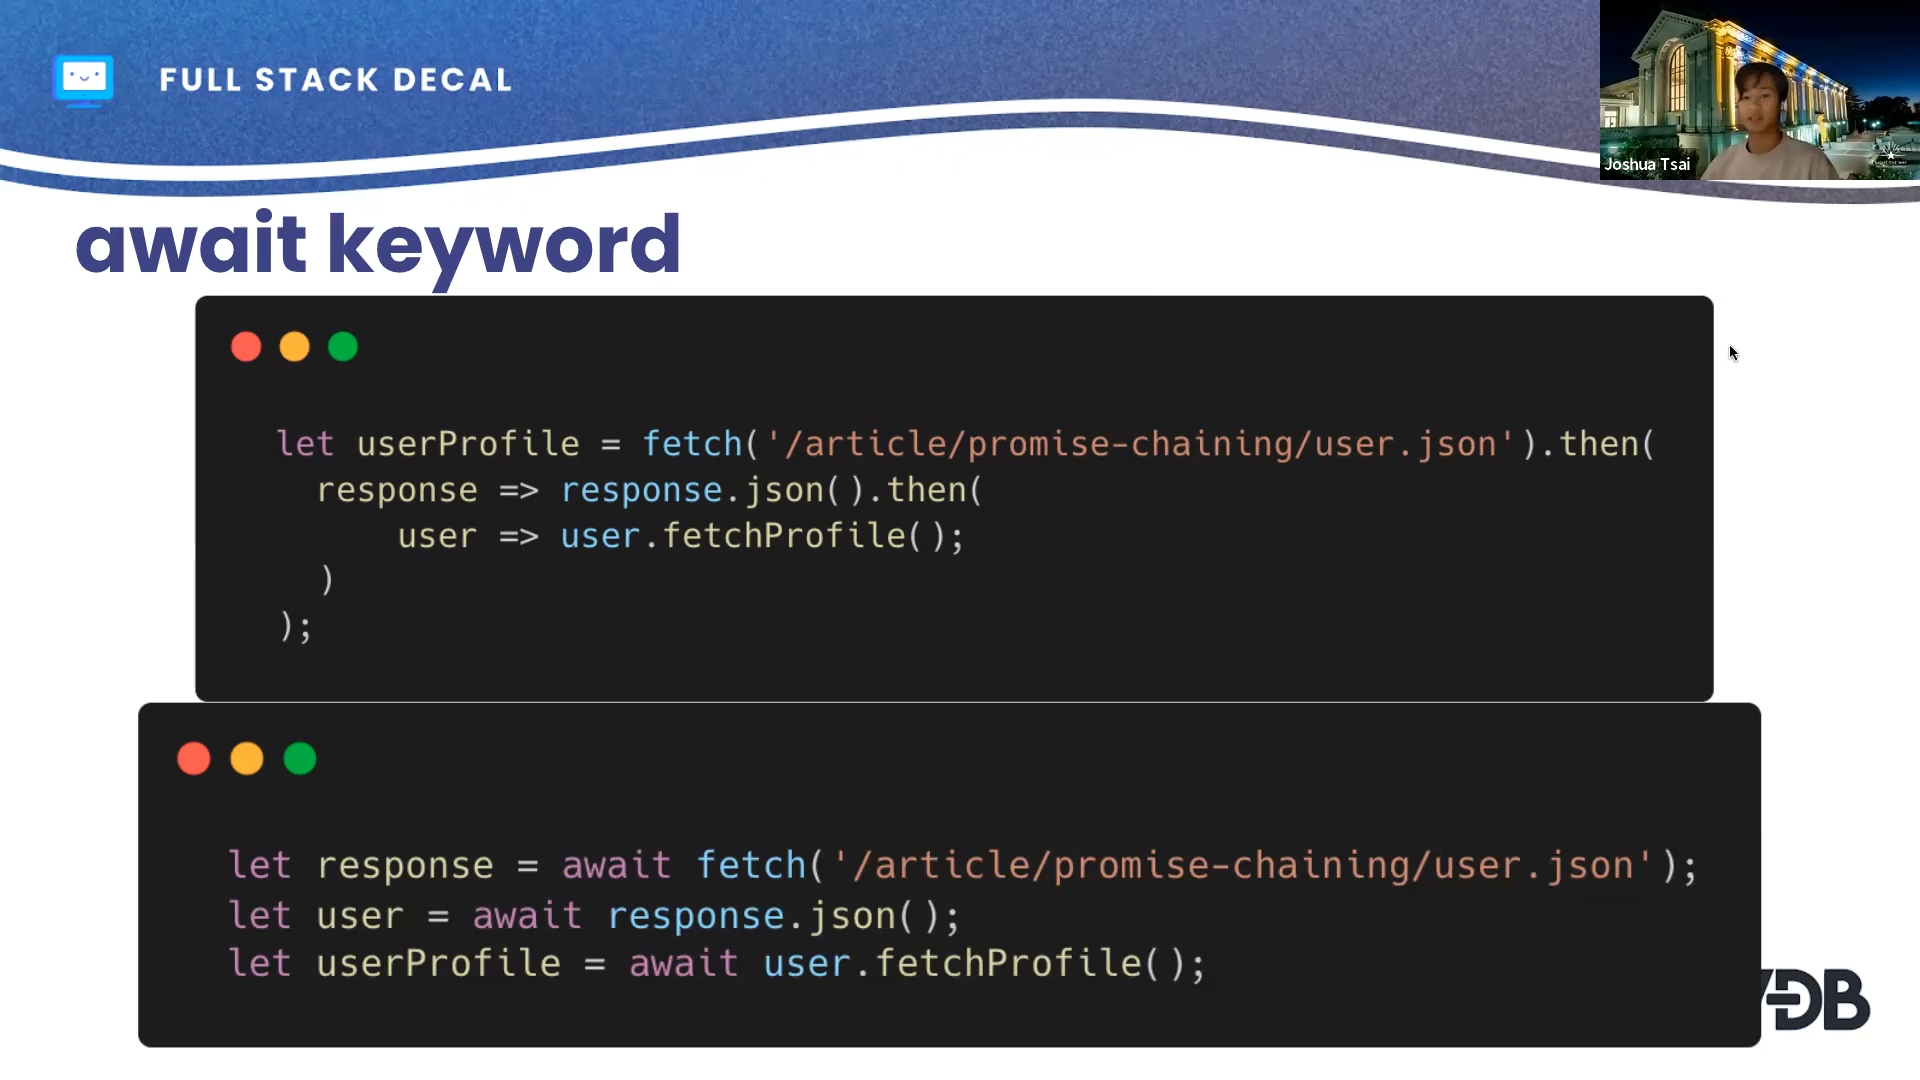 FULL STACK DECAL
Joshua Tsai
await keyword
let userProfile = fetch('/article/promise-chaining/user.json').then(
  response => response.json().then(
      user => user.fetchProfile();
  )
);
let response = await fetch('/article/promise-chaining/user.json');
let user = await response.json();
let userProfile = await user.fetchProfile();
DB